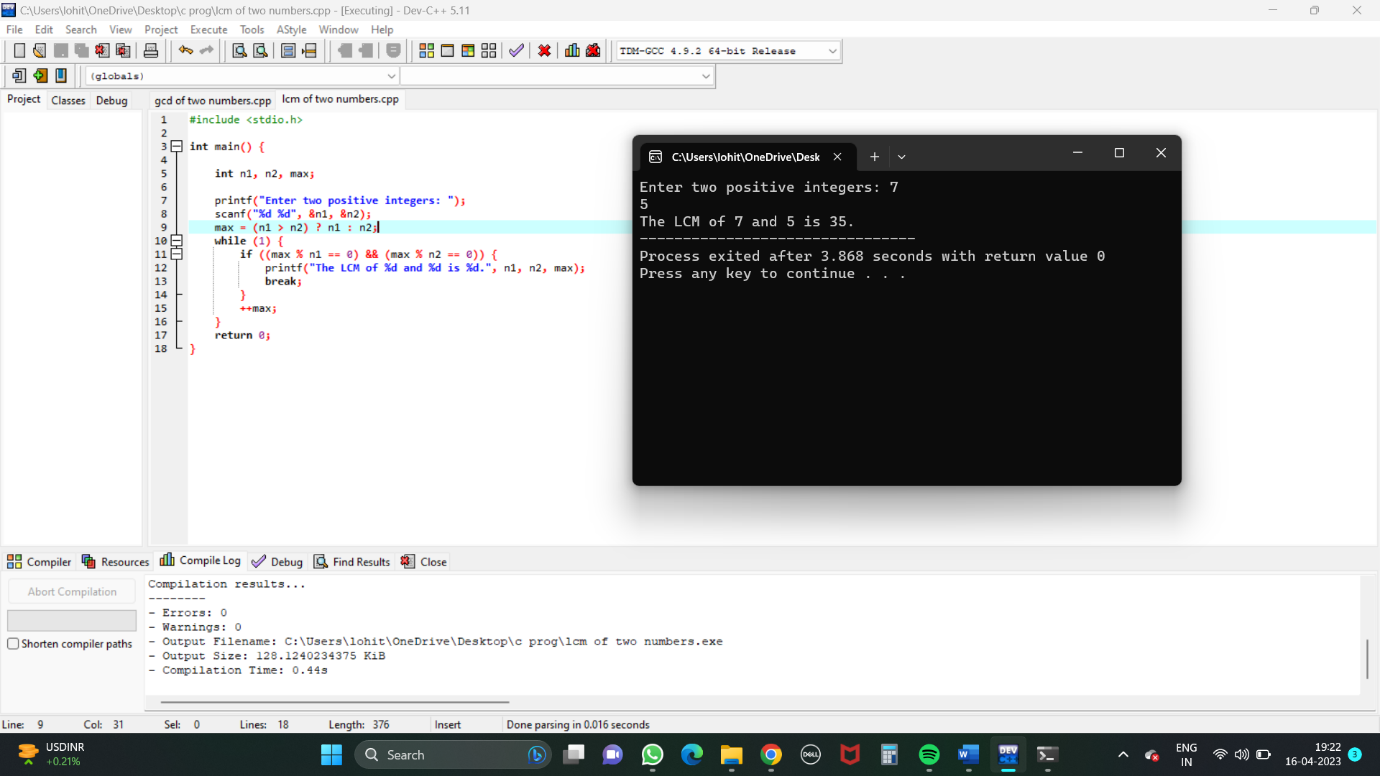 C:\Users\lohit\OneDrive\Desktop\c prog\lcm of two numbers.cpp - [Executing] - Dev-C++ 5.11
File Edit Search View Project Execute Tools AStyle Window Help
TDM-GCC 4.9.2 64-bit Release
(globals)
Project Classes Debug gcd of two numbers.cpp lcm of two numbers.cpp
1 #include <stdio.h>
2
3 int main() {
4
5 int n1, n2, max;
6
7 printf("Enter two positive integers: ");
8 scanf("%d %d", &n1, &n2);
9 max = (n1 > n2) ? n1 : n2;
10 while (1) {
11 if ((max % n1 == 0) && (max % n2 == 0)) {
12 printf("The LCM of %d and %d is %d.", n1, n2, max);
13 break;
14 }
15 ++max;
16 }
17 return 0;
18 }
C:\Users\lohit\OneDrive\Desk
Enter two positive integers: 7
5
The LCM of 7 and 5 is 35.
--------------------------------
Process exited after 3.868 seconds with return value 0
Press any key to continue . . .
Compiler Resources Compile Log Debug Find Results Close
Abort Compilation
Shorten compiler paths
Compilation results...
--------
- Errors: 0
- Warnings: 0
- Output Filename: C:\Users\lohit\OneDrive\Desktop\c prog\lcm of two numbers.exe
- Output Size: 128.1240234375 KiB
- Compilation Time: 0.44s
Line: 9 Col: 31 Sel: 0 Lines: 18 Length: 376 Insert Done parsing in 0.016 seconds
USDINR
+0.21%
Search
DELL
W
DEV
ENG
IN
19:22
16-04-2023
3